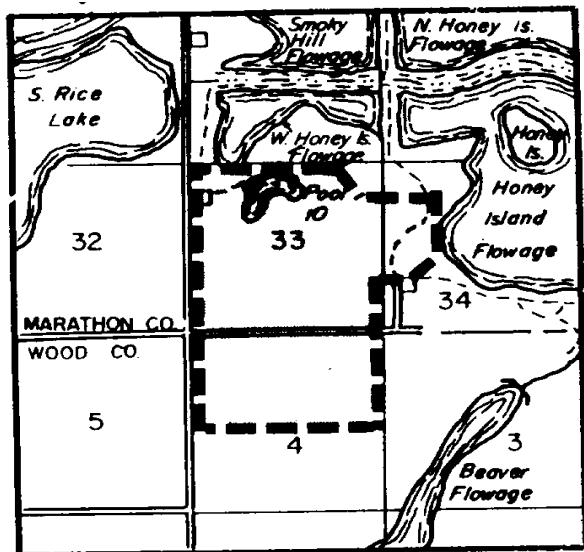 Smoky
Hill
Flowage
N. Honey Is.
Flowage
S. Rice
Lake
W. Honey Is.
Flowage
Honey
Is.
Pool
10
Honey
Island
Flowage
32
33
34
MARATHON CO.
WOOD CO.
5
4
3
Beaver
Flowage